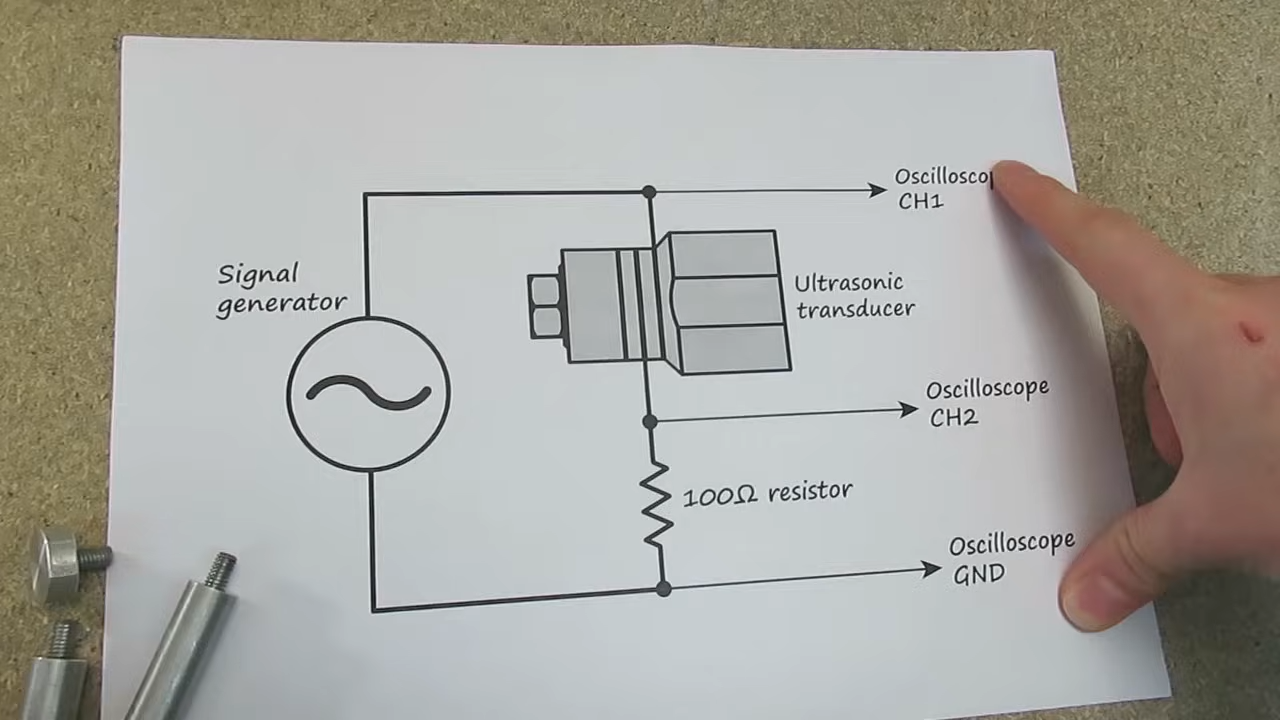 Oscillosco
CH1
Signal
generator
Ultrasonic
transducer
Oscilloscope
CH2
100Ω resistor
Oscilloscope
GND